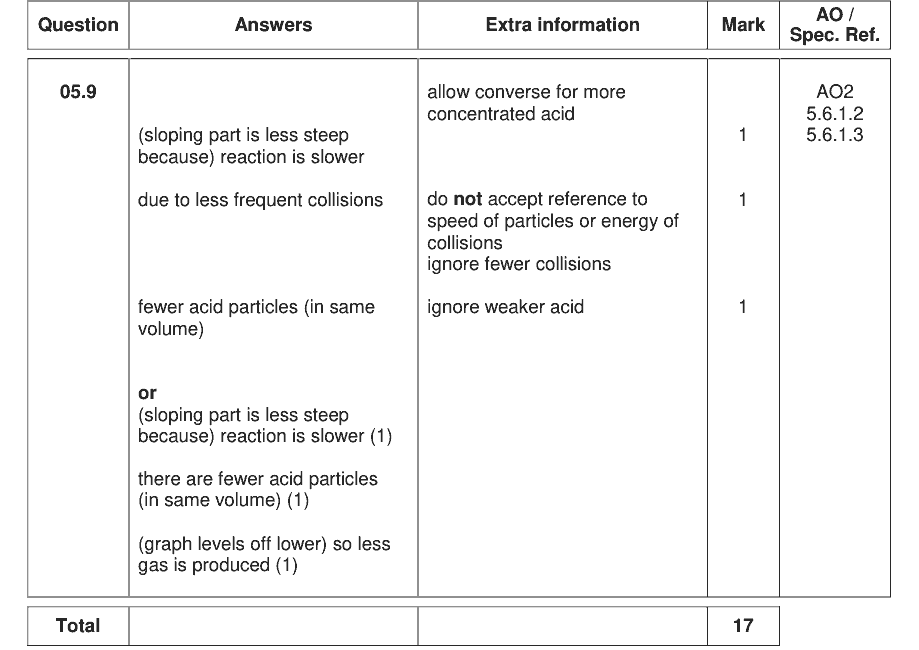 Question Answers Extra information Mark AO /
Spec. Ref.
05.9 allow converse for more AO2
concentrated acid 5.6.1.2
(sloping part is less steep 1 5.6.1.3
because) reaction is slower
due to less frequent collisions do not accept reference to 1
speed of particles or energy of
collisions
ignore fewer collisions
fewer acid particles (in same ignore weaker acid 1
volume)
or
(sloping part is less steep
because) reaction is slower (1)
there are fewer acid particles
(in same volume) (1)
(graph levels off lower) so less
gas is produced (1)
Total 17